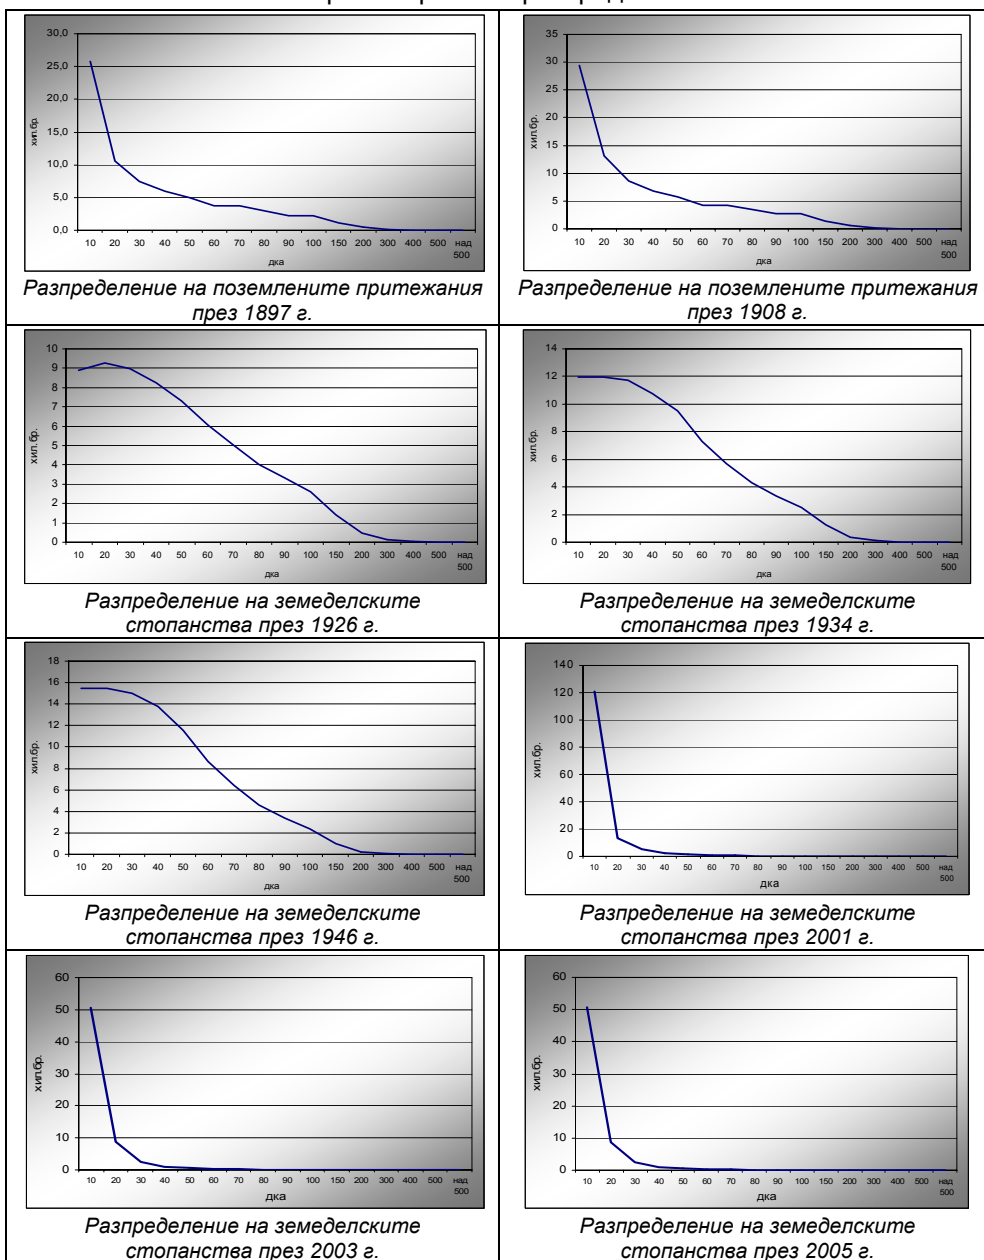 30,0
25,0
20,0
15,0
10,0
5,0
0,0
хил.бр.
10 20 30 40 50 60 70 80 90 100 150 200 300 400 500 над
500
дка
Разпределение на поземлените притежания
през 1897 г.
35
30
25
20
15
10
5
0
хил.бр.
10 20 30 40 50 60 70 80 90 100 150 200 300 400 500 над
500
дка
Разпределение на поземлените притежания
през 1908 г.
10
9
8
7
6
5
4
3
2
1
0
хил.бр.
10 20 30 40 50 60 70 80 90 100 150 200 300 400 500 над
500
дка
Разпределение на земеделските
стопанства през 1926 г.
14
12
10
8
6
4
2
0
хил.бр.
10 20 30 40 50 60 70 80 90 100 150 200 300 400 500 над
500
дка
Разпределение на земеделските
стопанства през 1934 г.
18
16
14
12
10
8
6
4
2
0
хил.бр.
10 20 30 40 50 60 70 80 90 100 150 200 300 400 500 над
500
дка
Разпределение на земеделските
стопанства през 1946 г.
140
120
100
80
60
40
20
0
хил.бр.
10 20 30 40 50 60 70 80 90 100 150 200 300 400 500 над
500
дка
Разпределение на земеделските
стопанства през 2001 г.
60
50
40
30
20
10
0
хил.бр.
10 20 30 40 50 60 70 80 90 100 150 200 300 400 500 над
500
дка
Разпределение на земеделските
стопанства през 2003 г.
60
50
40
30
20
10
0
хил.бр.
10 20 30 40 50 60 70 80 90 100 150 200 300 400 500 над
500
дка
Разпределение на земеделските
стопанства през 2005 г.